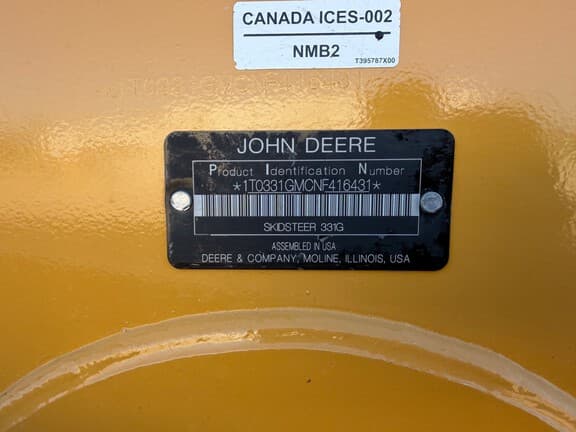 CANADA ICES-002
NMB2
T395787X00
JOHN DEERE
Product Identification Number
*1T0331GMCNF416431*
SKIDSTEER 331G
ASSEMBLED IN USA
DEERE & COMPANY, MOLINE, ILLINOIS, USA